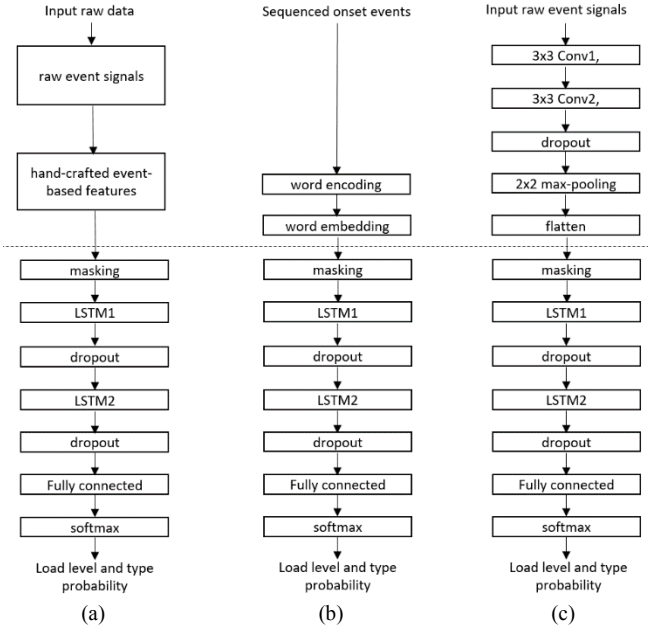 Input raw data
raw event signals
hand-crafted event-
based features
masking
LSTM1
dropout
LSTM2
dropout
Fully connected
softmax
Load level and type
probability
(a)
Sequenced onset events
word encoding
word embedding
masking
LSTM1
dropout
LSTM2
dropout
Fully connected
softmax
Load level and type
probability
(b)
Input raw event signals
3x3 Conv1,
3x3 Conv2,
dropout
2x2 max-pooling
flatten
masking
LSTM1
dropout
LSTM2
dropout
Fully connected
softmax
Load level and type
probability
(c)